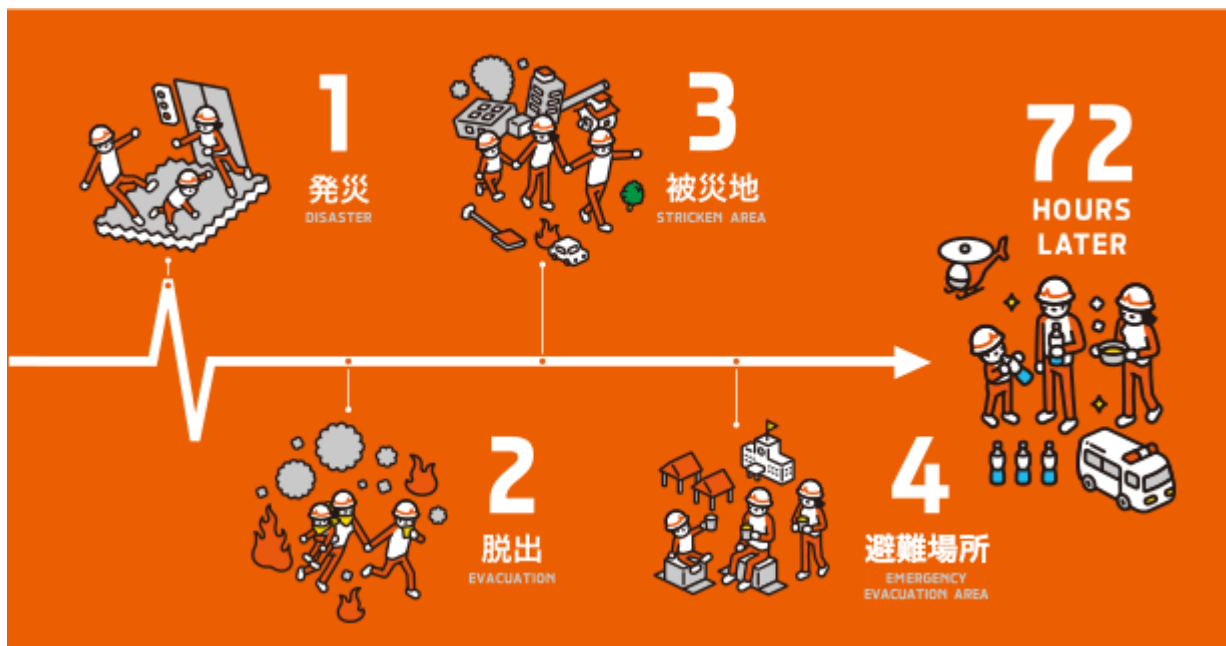 1
発災
DISASTER
2
脱出
EVACUATION
3
被災地
STRICKEN AREA
4
避難場所
EMERGENCY
EVACUATION AREA
72
HOURS
LATER